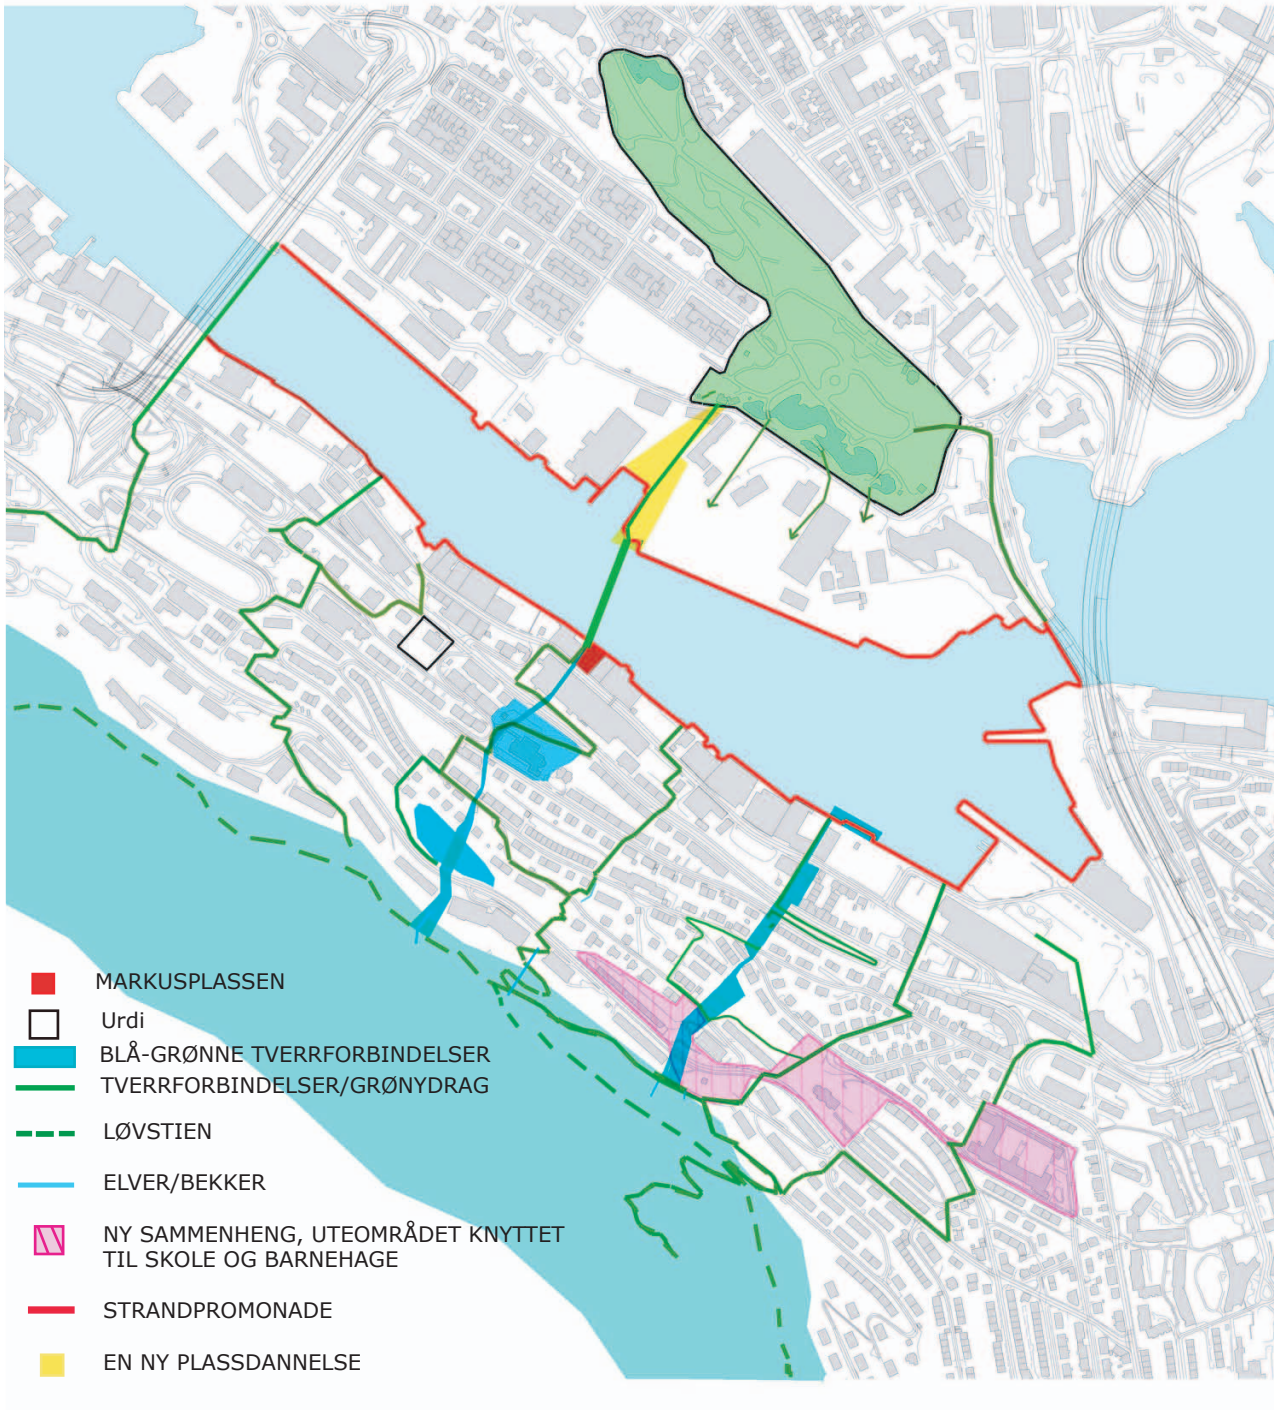 MARKUSPLASSEN
Urdi
BLÅ-GRØNNE TVERRFORBINDELSER
TVERRFORBINDELSER/GRØNYDRAG
LØVSTIEN
ELVER/BEKKER
NY SAMMENHENG, UTEOMRÅDET KNYTTET
TIL SKOLE OG BARNEHAGE
STRANDPROMONADE
EN NY PLASSDANNELSE